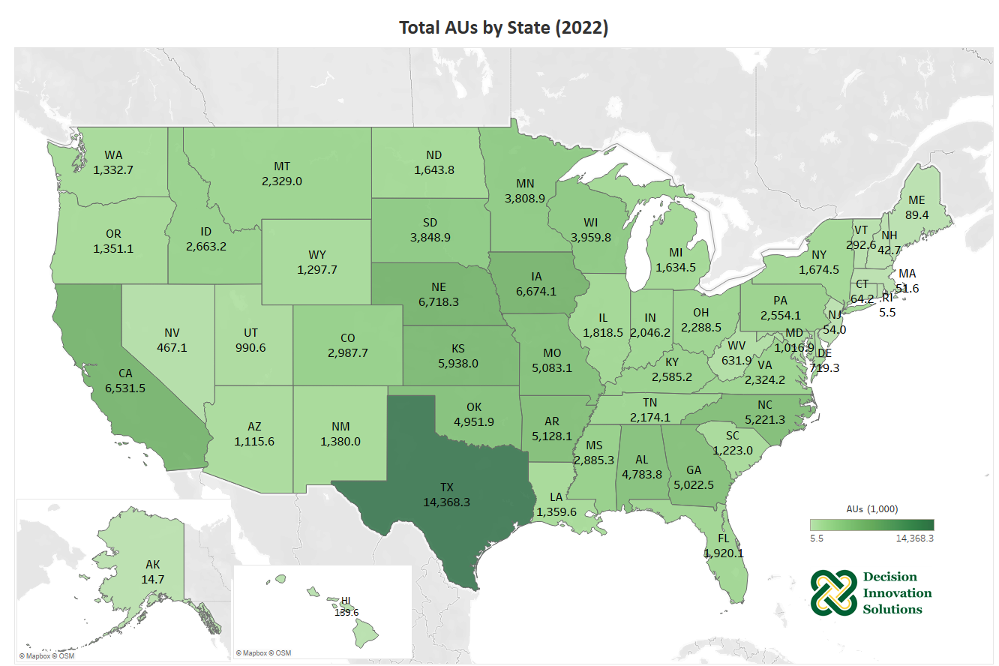 Total AUs by State (2022)
WA
1,332.7
MT
2,329.0
ND
1,643.8
MN
3,808.9
ME
89.4
OR
1,351.1
ID
2,663.2
SD
3,848.9
WI
3,959.8
VT
292.6
NH
42.7
WY
1,297.7
MI
1,634.5
NY
1,674.5
MA
51.6
IA
6,674.1
NE
6,718.3
CT
64.2
RI
5.5
PA
2,554.1
NV
467.1
UT
990.6
CO
2,987.7
IL
1,818.5
IN
2,046.2
OH
2,288.5
NJ
54.0
MD
1,016.9
KS
5,938.0
MO
5,083.1
WV
631.9
DE
719.3
KY
2,585.2
VA
2,324.2
CA
6,531.5
TN
2,174.1
NC
5,221.3
OK
4,951.9
AZ
1,115.6
NM
1,380.0
AR
5,128.1
SC
1,223.0
MS
2,885.3
AL
4,783.8
GA
5,022.5
TX
14,368.3
LA
1,359.6
FL
1,920.1
AUs (1,000)
5.5 14,368.3
AK
14.7
HI
139.6
Decision
Innovation
Solutions
© Mapbox © OSM
© Mapbox © OSM